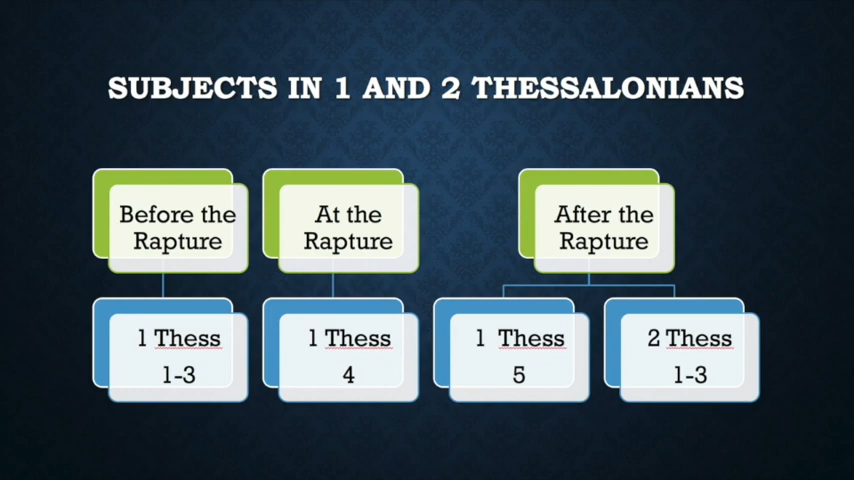 SUBJECTS IN 1 AND 2 THESSALONIANS
Before the
Rapture
At the
Rapture
After the
Rapture
1 Thess
1-3
1 Thess
4
1 Thess
5
2 Thess
1-3